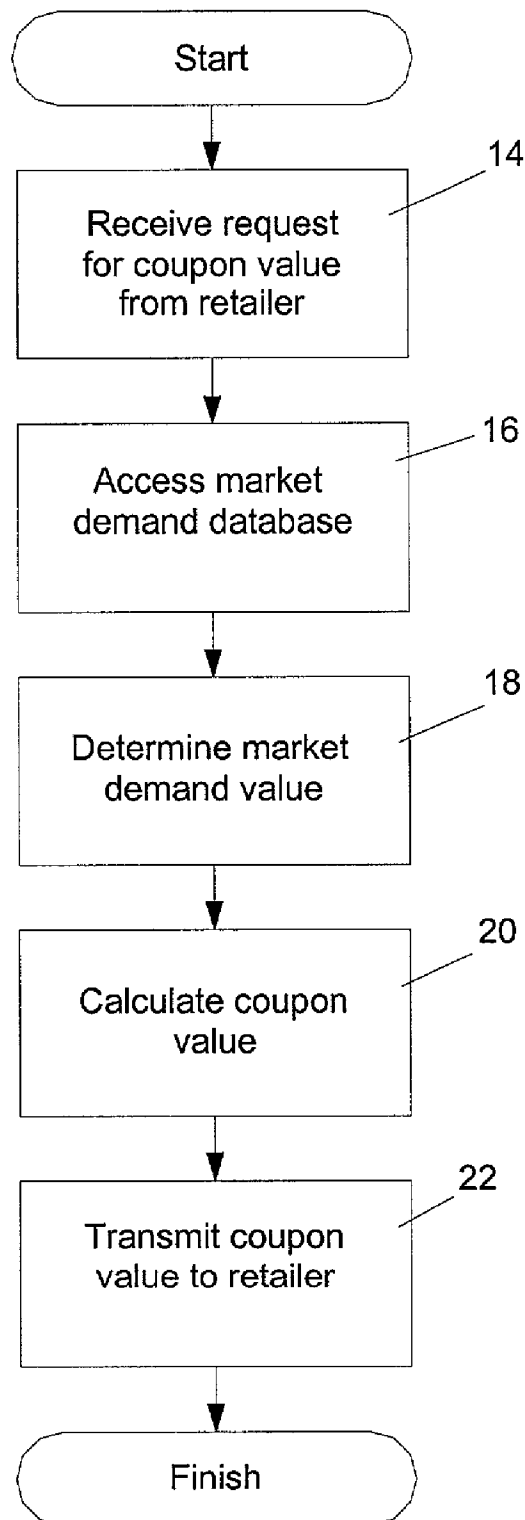 Start
14
Receive request
for coupon value
from retailer
16
Access market
demand database
18
Determine market
demand value
20
Calculate coupon
value
22
Transmit coupon
value to retailer
Finish